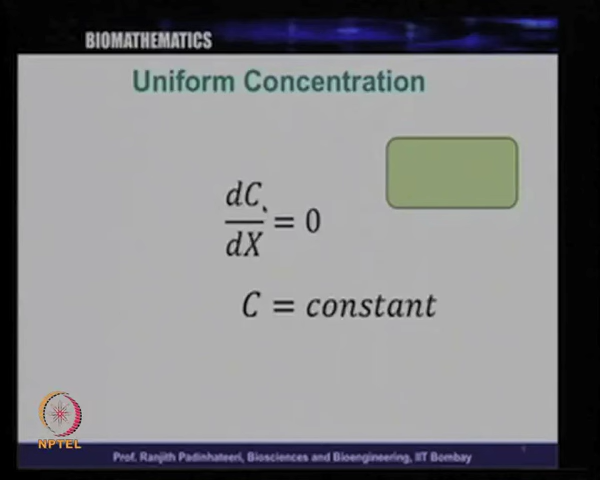 BIOMATHEMATICS
Uniform Concentration
dC/dX = 0
C = constant
NPTEL
Prof. Ranjith Padinhateeri, Biosciences and Bioengineering, IIT Bombay